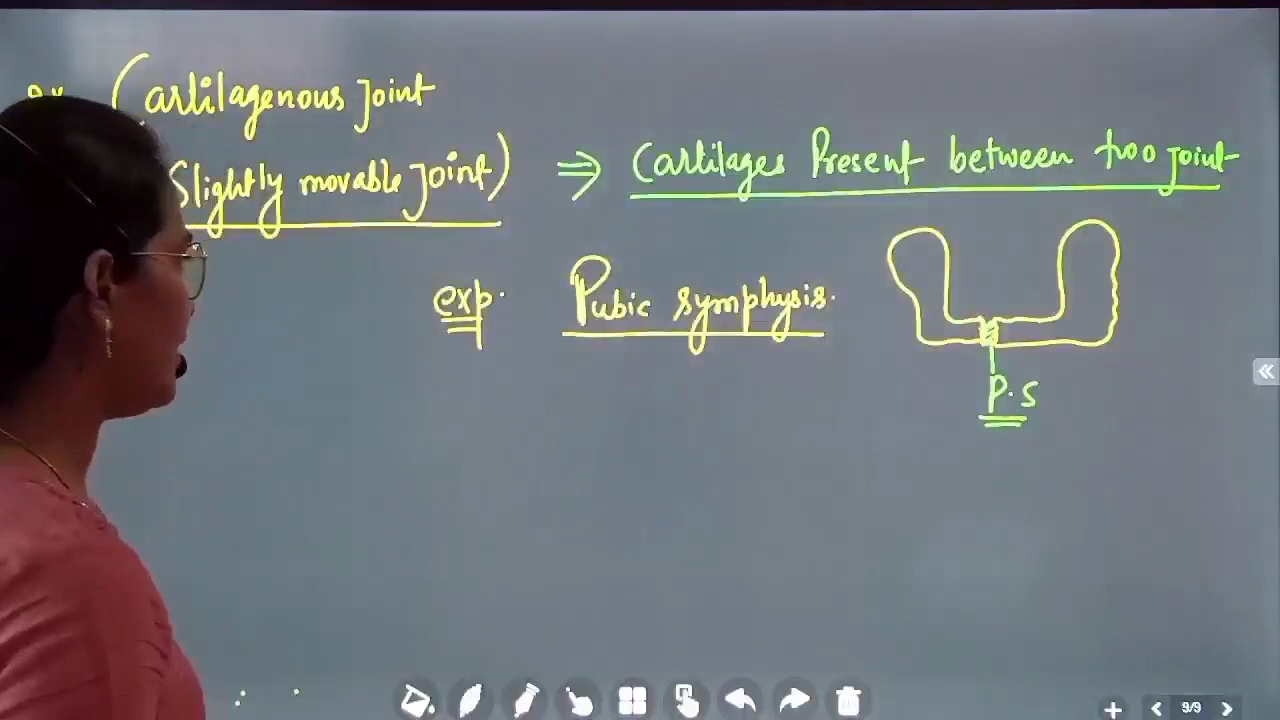 Cartilagenous joint
Slightly movable joint) ⇒ Cartilages Present between two joint
exp. Pubic symphysis.
P.S
9/9